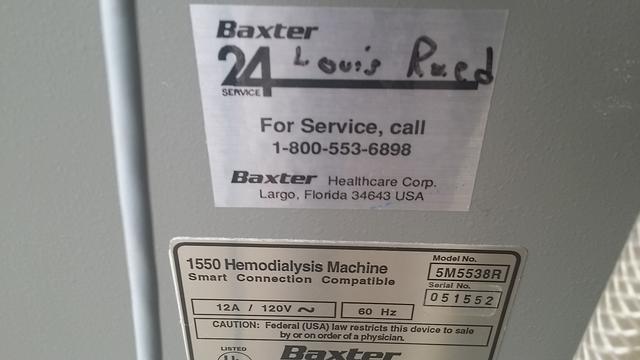 Baxter
24 Louis Reed
SERVICE
For Service, call
1-800-553-6898
Baxter Healthcare Corp.
Largo, Florida 34643 USA
1550 Hemodialysis Machine
Smart Connection Compatible
Model No.
5M5538R
Serial No.
051552
12A / 120V ~ 60 Hz
CAUTION: Federal (USA) law restricts this device to sale
by or on order of a physician.
LISTED
UL
Baxter